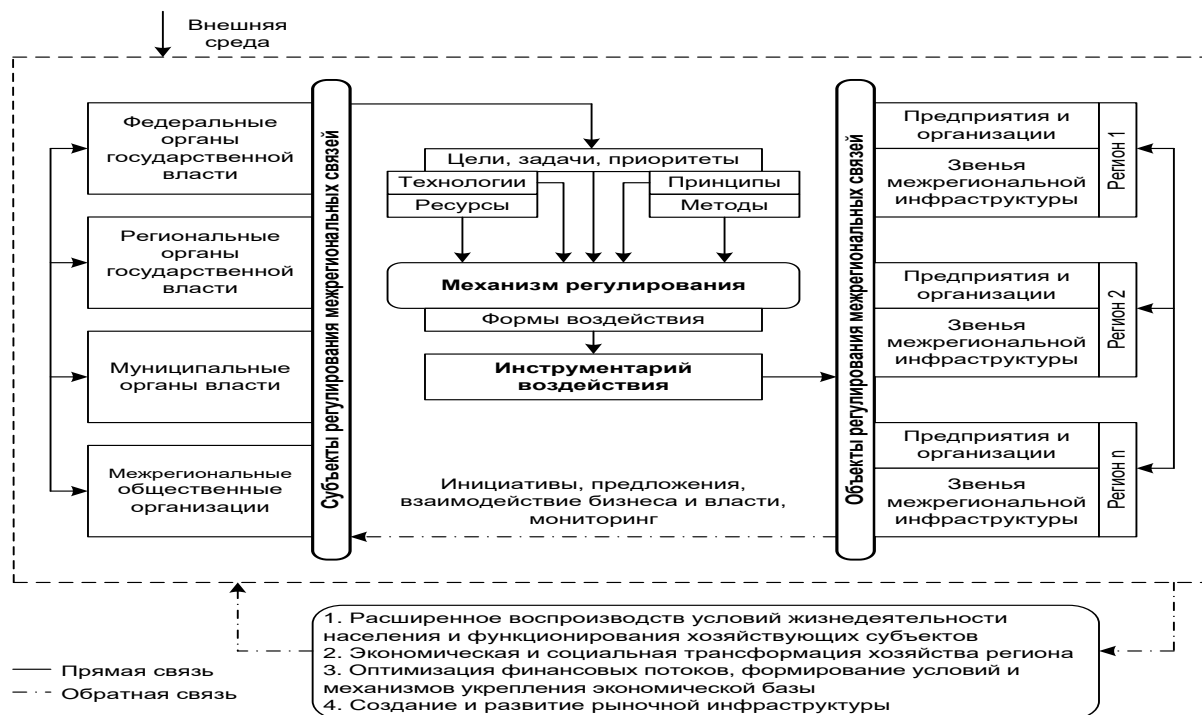 Внешняя
среда
Федеральные
органы
государственной
власти
Региональные
органы
государственной
власти
Муниципальные
органы власти
Межрегиональные
общественные
организации
Субъекты регулирования межрегиональных связей
Цели, задачи, приоритеты
Технологии
Ресурсы
Принципы
Методы
Механизм регулирования
Формы воздействия
Инструментарий
воздействия
Инициативы, предложения,
взаимодействие бизнеса и власти,
мониторинг
Объекты регулирования межрегиональных связей
Предприятия и
организации
Звенья
межрегиональной
инфраструктуры
Регион 1
Предприятия и
организации
Звенья
межрегиональной
инфраструктуры
Регион 2
Предприятия и
организации
Звенья
межрегиональной
инфраструктуры
Регион n
1. Расширенное воспроизводств условий жизнедеятельности
населения и функционирования хозяйствующих субъектов
2. Экономическая и социальная трансформация хозяйства региона
3. Оптимизация финансовых потоков, формирование условий и
механизмов укрепления экономической базы
4. Создание и развитие рыночной инфраструктуры
Прямая связь
Обратная связь